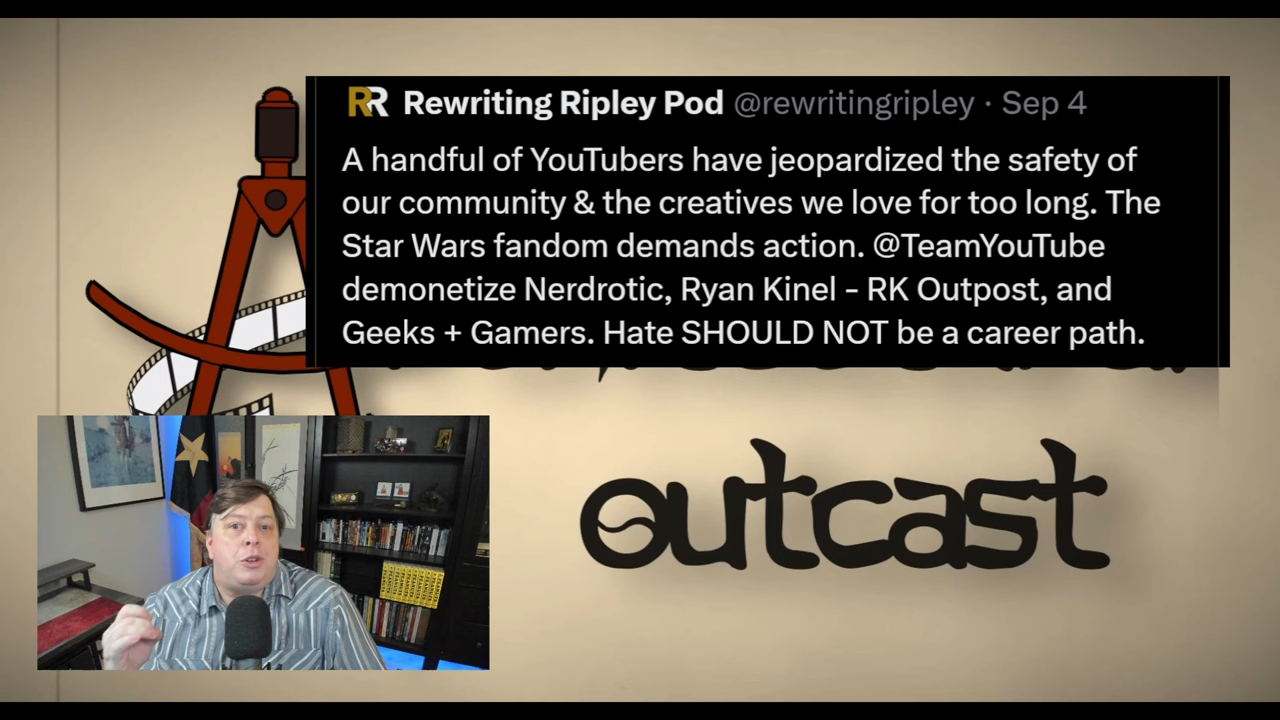 RR Rewriting Ripley Pod @rewritingripley · Sep 4
A handful of YouTubers have jeopardized the safety of
our community & the creatives we love for too long. The
Star Wars fandom demands action. @TeamYouTube
demonetize Nerdrotic, Ryan Kinel - RK Outpost, and
Geeks + Gamers. Hate SHOULD NOT be a career path.
outcast